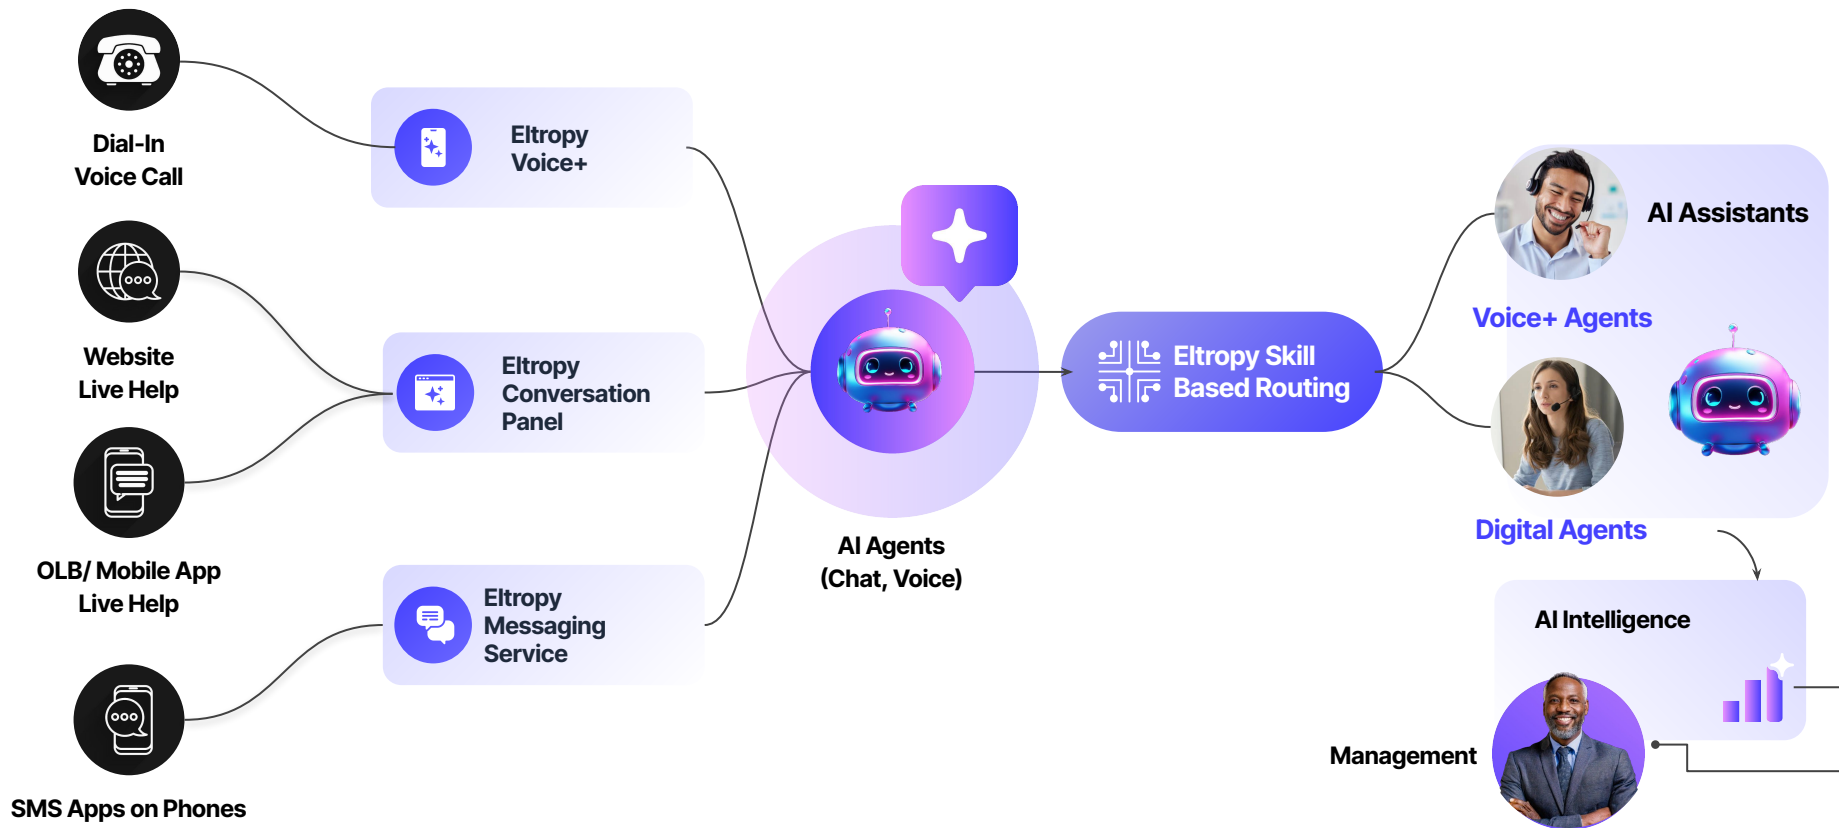 Dial-In
Voice Call
Website
Live Help
OLB/ Mobile App
Live Help
SMS Apps on Phones
Eltropy
Voice+
Eltropy
Conversation
Panel
Eltropy
Messaging
Service
AI Agents
(Chat, Voice)
Eltropy Skill
Based Routing
AI Assistants
Voice+ Agents
Digital Agents
AI Intelligence
Management